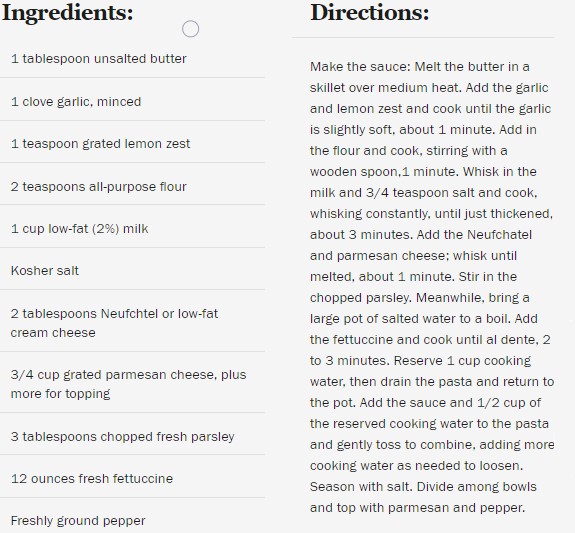 Ingredients:
1 tablespoon unsalted butter
1 clove garlic, minced
1 teaspoon grated lemon zest
2 teaspoons all-purpose flour
1 cup low-fat (2%) milk
Kosher salt
2 tablespoons Neufchtel or low-fat
cream cheese
3/4 cup grated parmesan cheese, plus
more for topping
3 tablespoons chopped fresh parsley
12 ounces fresh fettuccine
Freshly ground pepper
Directions:
Make the sauce: Melt the butter in a
skillet over medium heat. Add the garlic
and lemon zest and cook until the garlic
is slightly soft, about 1 minute. Add in
the flour and cook, stirring with a
wooden spoon,1 minute. Whisk in the
milk and 3/4 teaspoon salt and cook,
whisking constantly, until just thickened,
about 3 minutes. Add the Neufchatel
and parmesan cheese; whisk until
melted, about 1 minute. Stir in the
chopped parsley. Meanwhile, bring a
large pot of salted water to a boil. Add
the fettuccine and cook until al dente, 2
to 3 minutes. Reserve 1 cup cooking
water, then drain the pasta and return to
the pot. Add the sauce and 1/2 cup of
the reserved cooking water to the pasta
and gently toss to combine, adding more
cooking water as needed to loosen.
Season with salt. Divide among bowls
and top with parmesan and pepper.